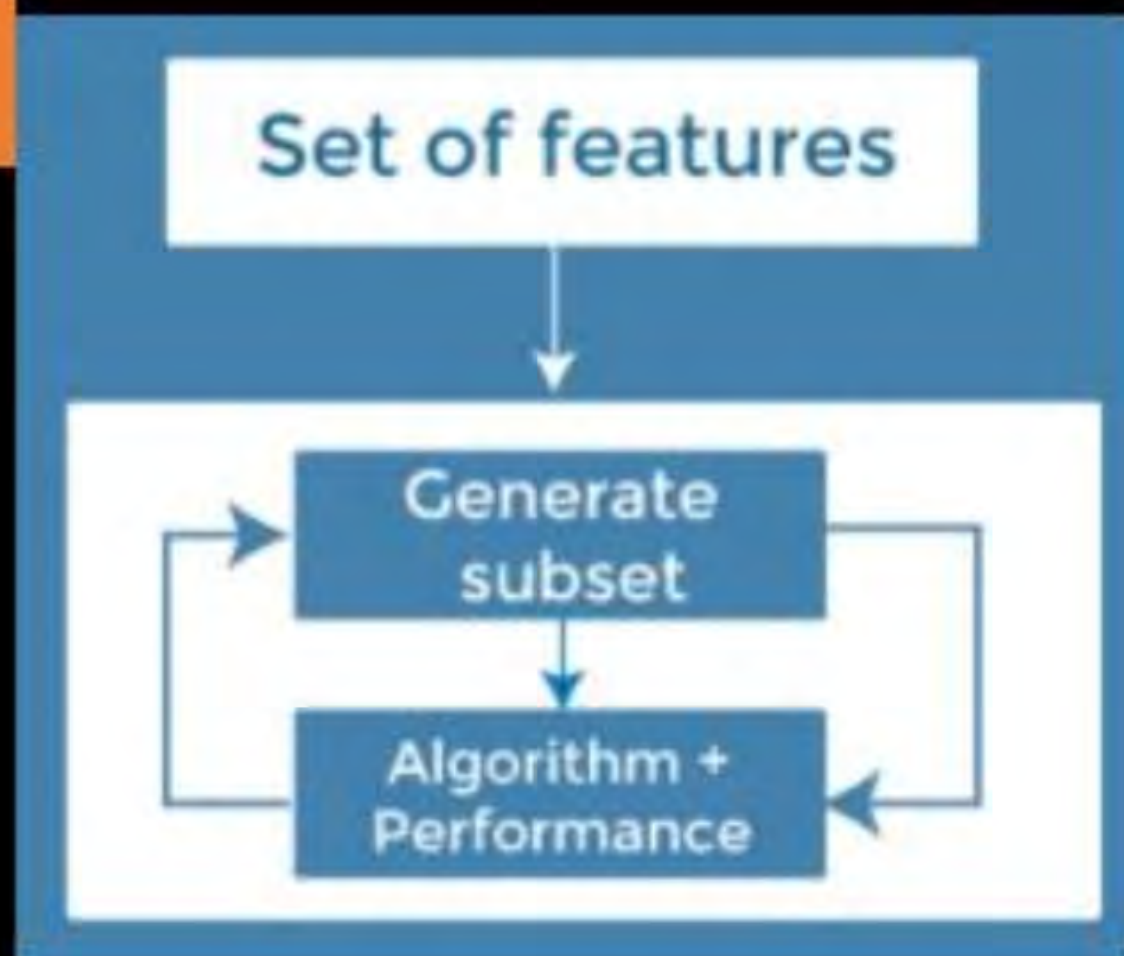 Set of features
Generate
subset
Algorithm +
Performance